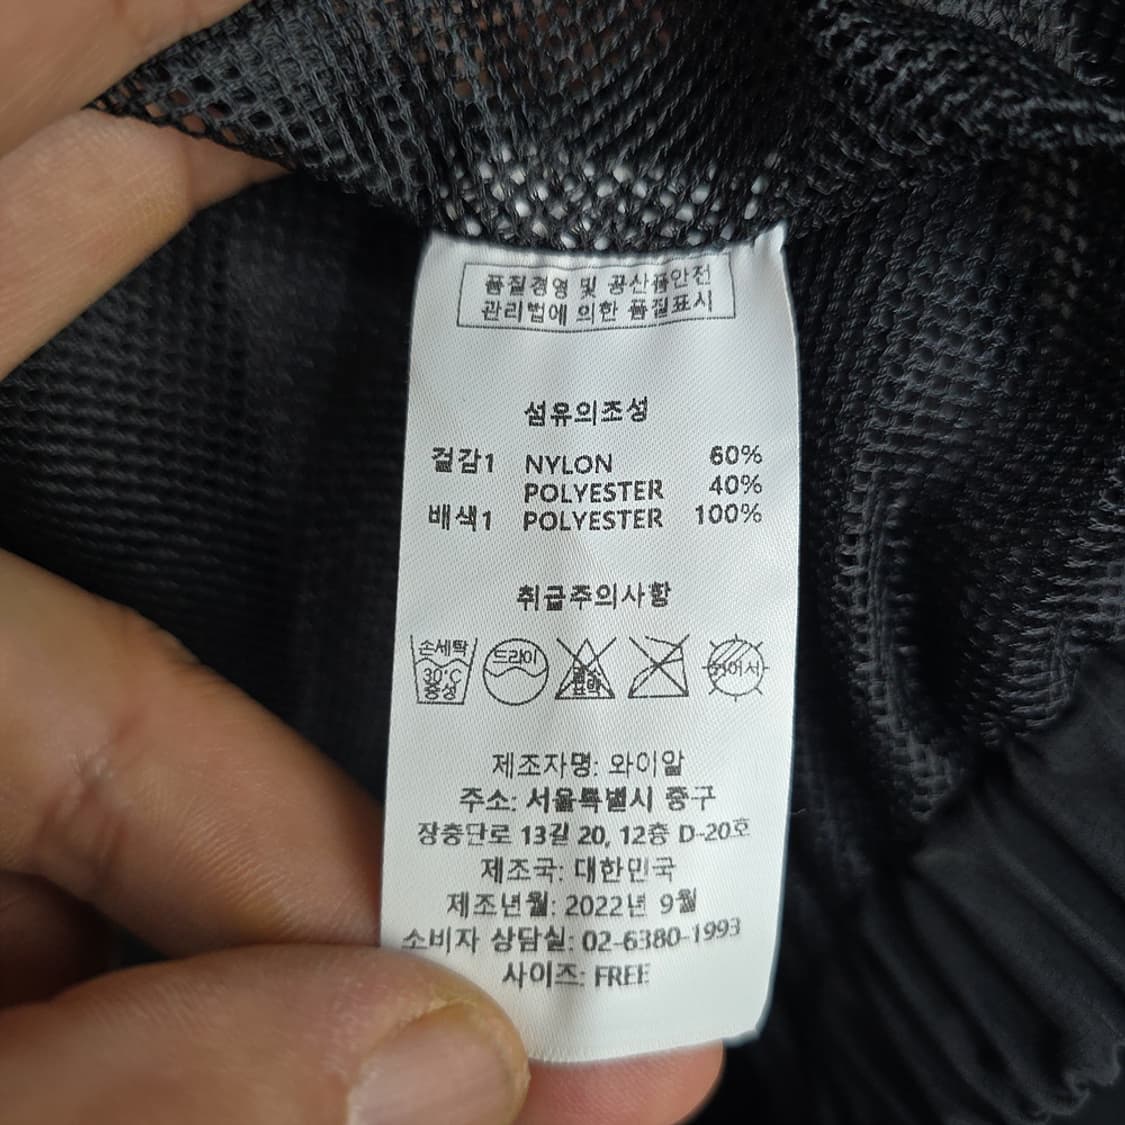 품질경영 및 공산품안전
관리법에 의한 품질표시
섬유의조성
겉감1 NYLON 60%
POLYESTER 40%
배색1 POLYESTER 100%
취급주의사항
손세탁 드라이
30°C
중성
제조자명: 와이알
주소: 서울특별시 중구
장충단로 13길 20, 12층 D-20호
제조국: 대한민국
제조년월: 2022년 9월
소비자 상담실: 02-6380-1993
사이즈: FREE